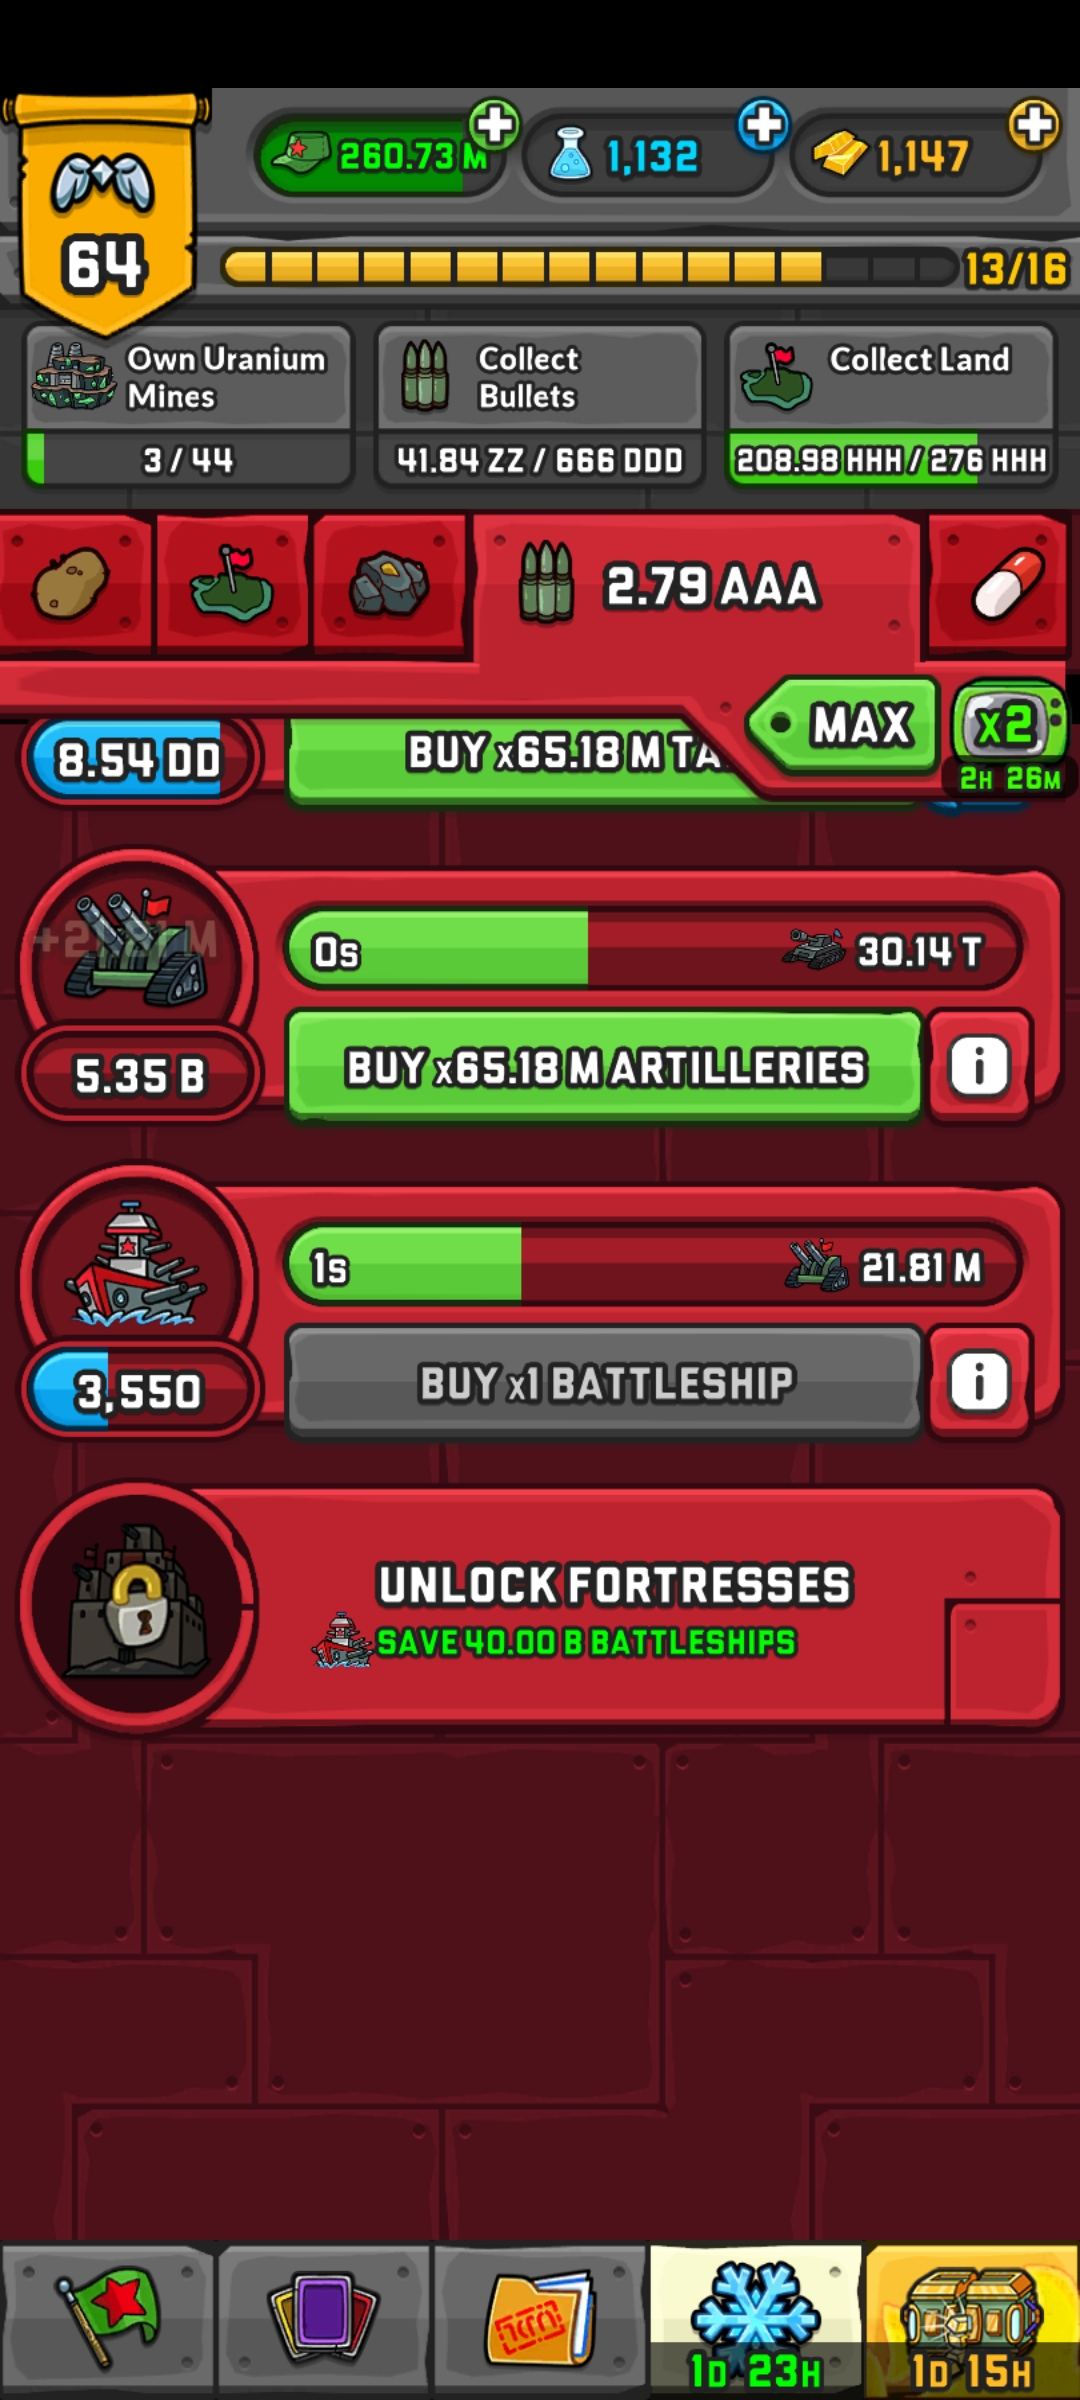 260.73 M
1,132
1,147
64
13/16
Own Uranium
Mines
3 / 44
Collect
Bullets
41.84 ZZ / 666 DDD
Collect Land
208.98 HHH / 276 HHH
2.79 AAA
MAX
X2
2H 26M
8.54 DD
BUY x65.18 M TA
0s
30.14 T
5.35 B
BUY x65.18 M ARTILLERIES
i
1s
21.81 M
3,550
BUY x1 BATTLESHIP
i
UNLOCK FORTRESSES
SAVE 40.00 B BATTLESHIPS
1D 23H
1D 15H